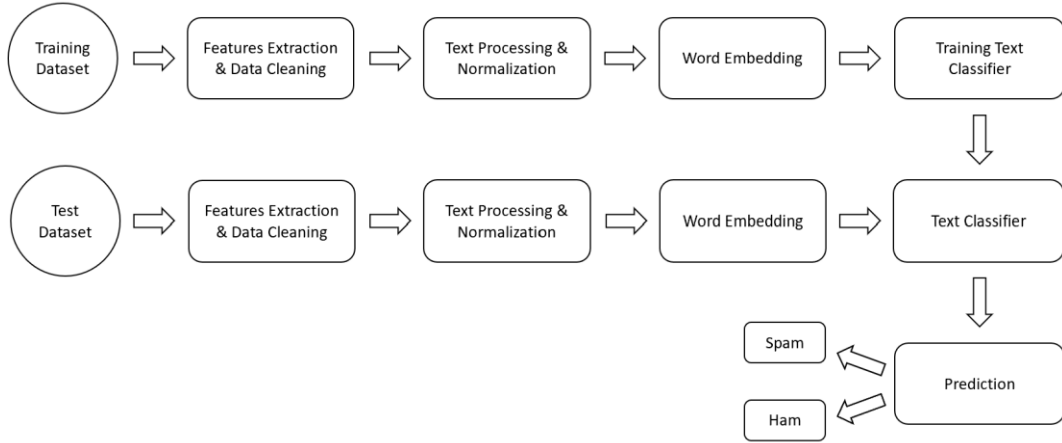 Training
Dataset
Features Extraction
& Data Cleaning
Text Processing &
Normalization
Word Embedding
Training Text
Classifier
Test
Dataset
Features Extraction
& Data Cleaning
Text Processing &
Normalization
Word Embedding
Text Classifier
Spam
Ham
Prediction